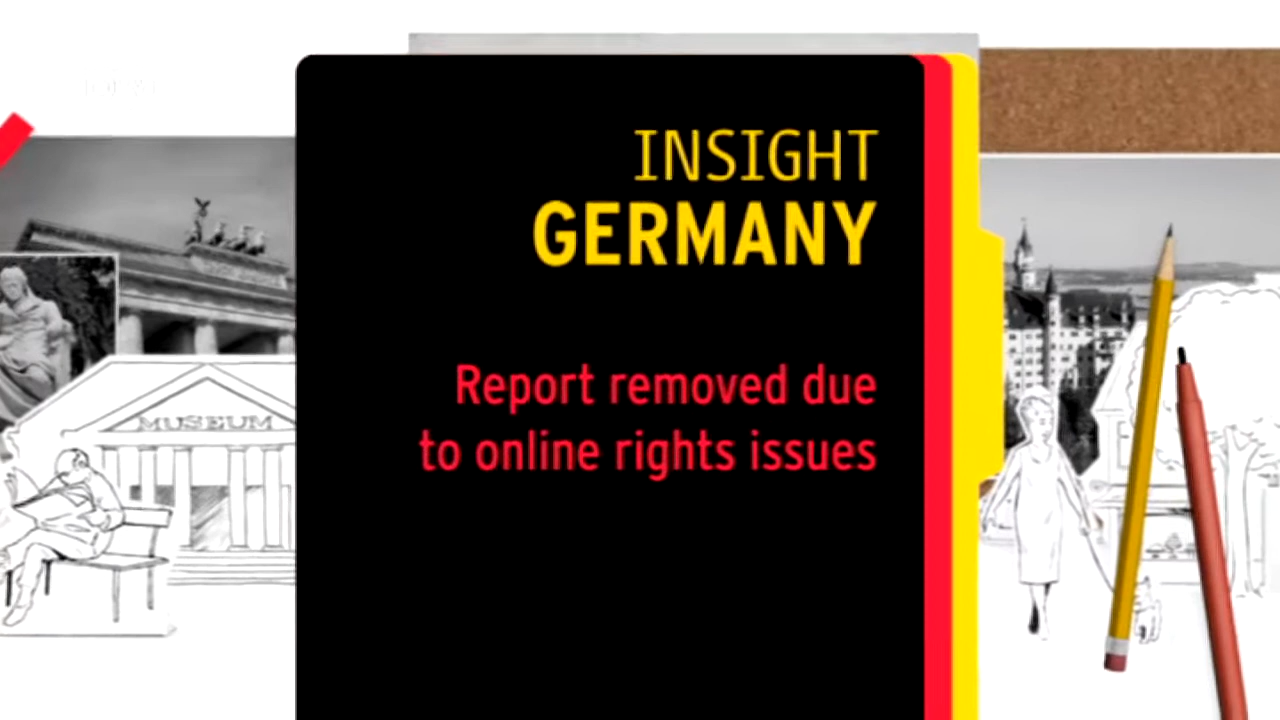 INSIGHT
GERMANY
Report removed due
to online rights issues
MUSEUM